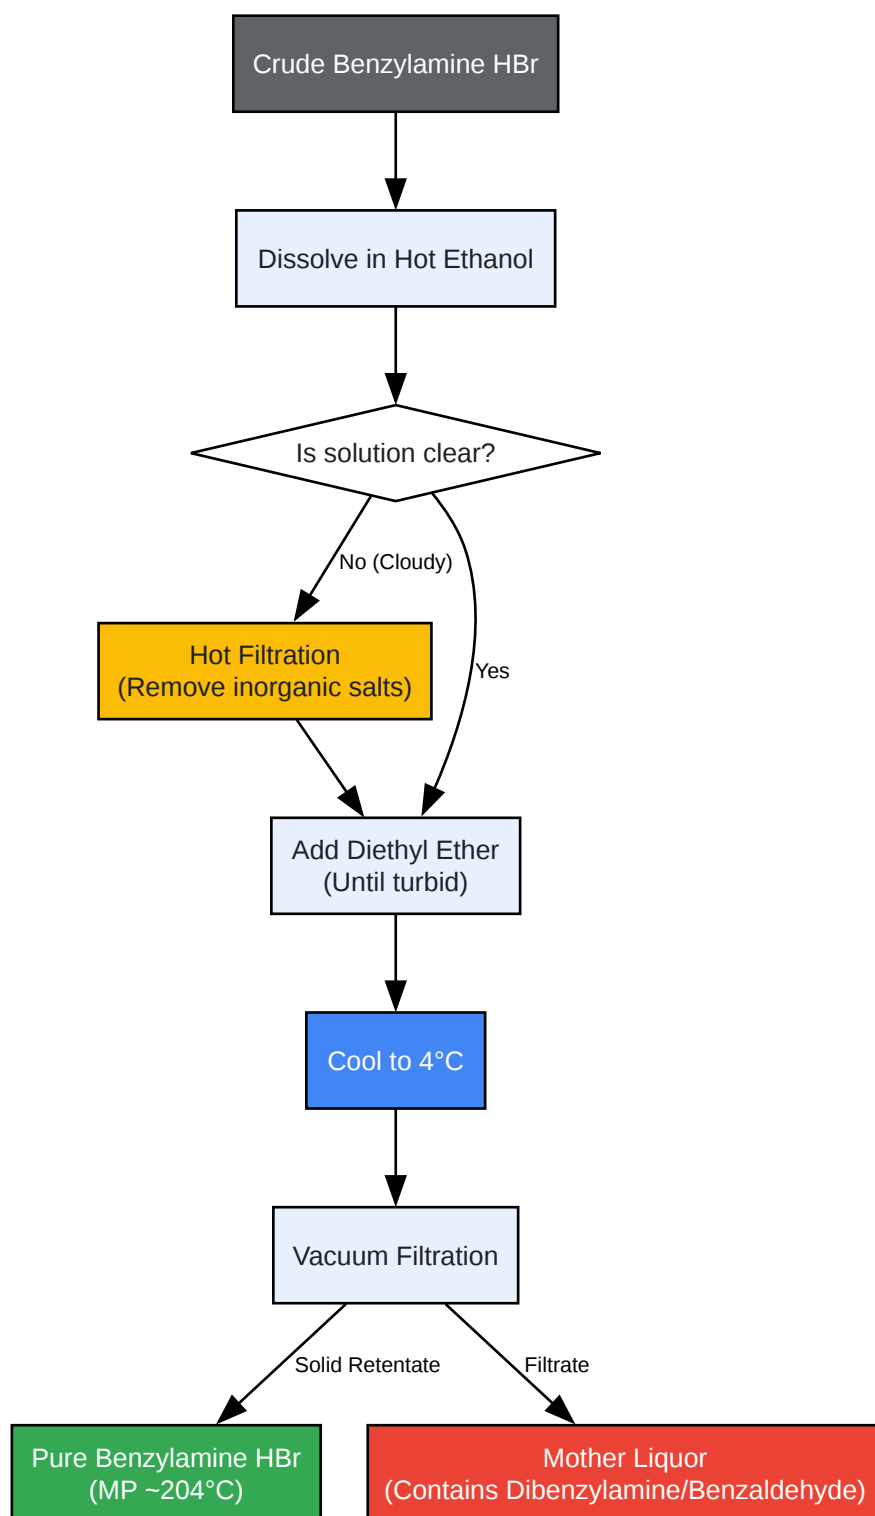 Crude Benzylamine HBr
Dissolve in Hot Ethanol
Is solution clear?
No (Cloudy)
Hot Filtration
(Remove inorganic salts)
Yes
Add Diethyl Ether
(Until turbid)
Cool to 4°C
Vacuum Filtration
Solid Retentate
Filtrate
Pure Benzylamine HBr
(MP ~204°C)
Mother Liquor
(Contains Dibenzylamine/Benzaldehyde)